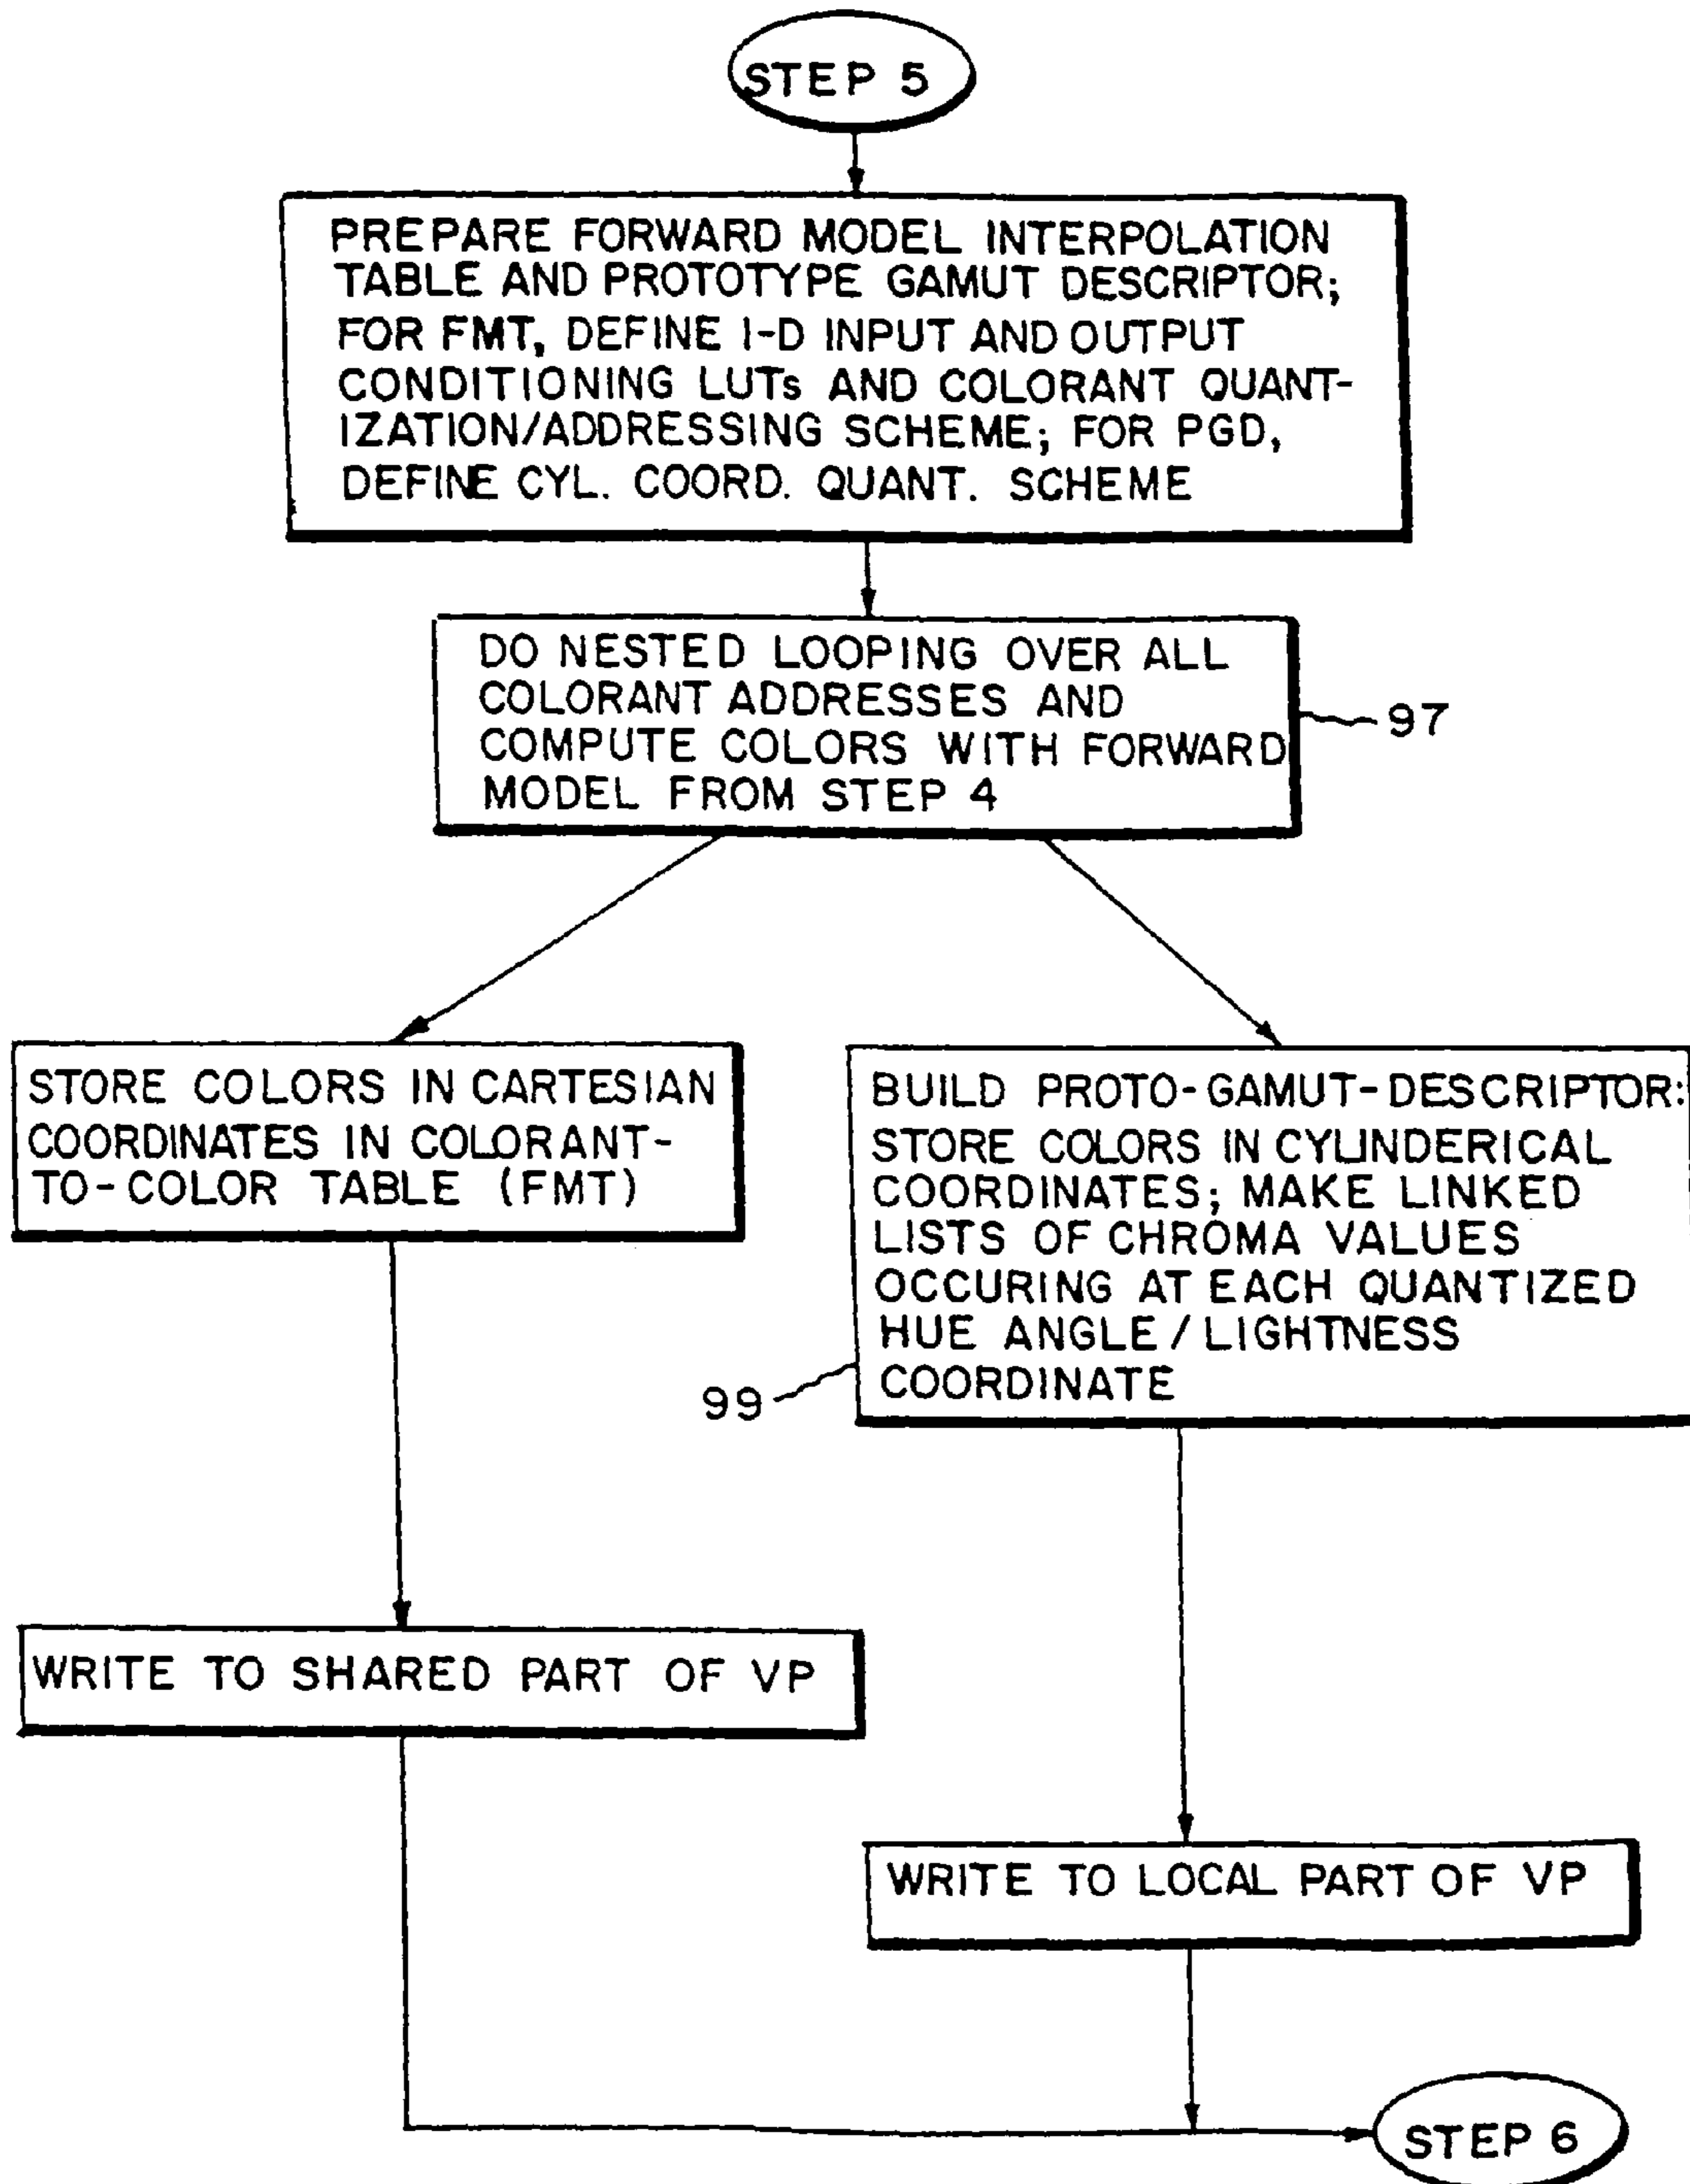 STEP 5
PREPARE FORWARD MODEL INTERPOLATION
TABLE AND PROTOTYPE GAMUT DESCRIPTOR;
FOR FMT, DEFINE 1-D INPUT AND OUTPUT
CONDITIONING LUTs AND COLORANT QUANT-
IZATION/ADDRESSING SCHEME; FOR PGD,
DEFINE CYL. COORD. QUANT. SCHEME
DO NESTED LOOPING OVER ALL
COLORANT ADDRESSES AND
COMPUTE COLORS WITH FORWARD
MODEL FROM STEP 4
97
STORE COLORS IN CARTESIAN
COORDINATES IN COLORANT-
TO-COLOR TABLE (FMT)
BUILD PROTO-GAMUT-DESCRIPTOR:
STORE COLORS IN CYLINDERICAL
COORDINATES; MAKE LINKED
LISTS OF CHROMA VALUES
OCCURING AT EACH QUANTIZED
HUE ANGLE/LIGHTNESS
COORDINATE
99
WRITE TO SHARED PART OF VP
WRITE TO LOCAL PART OF VP
STEP 6